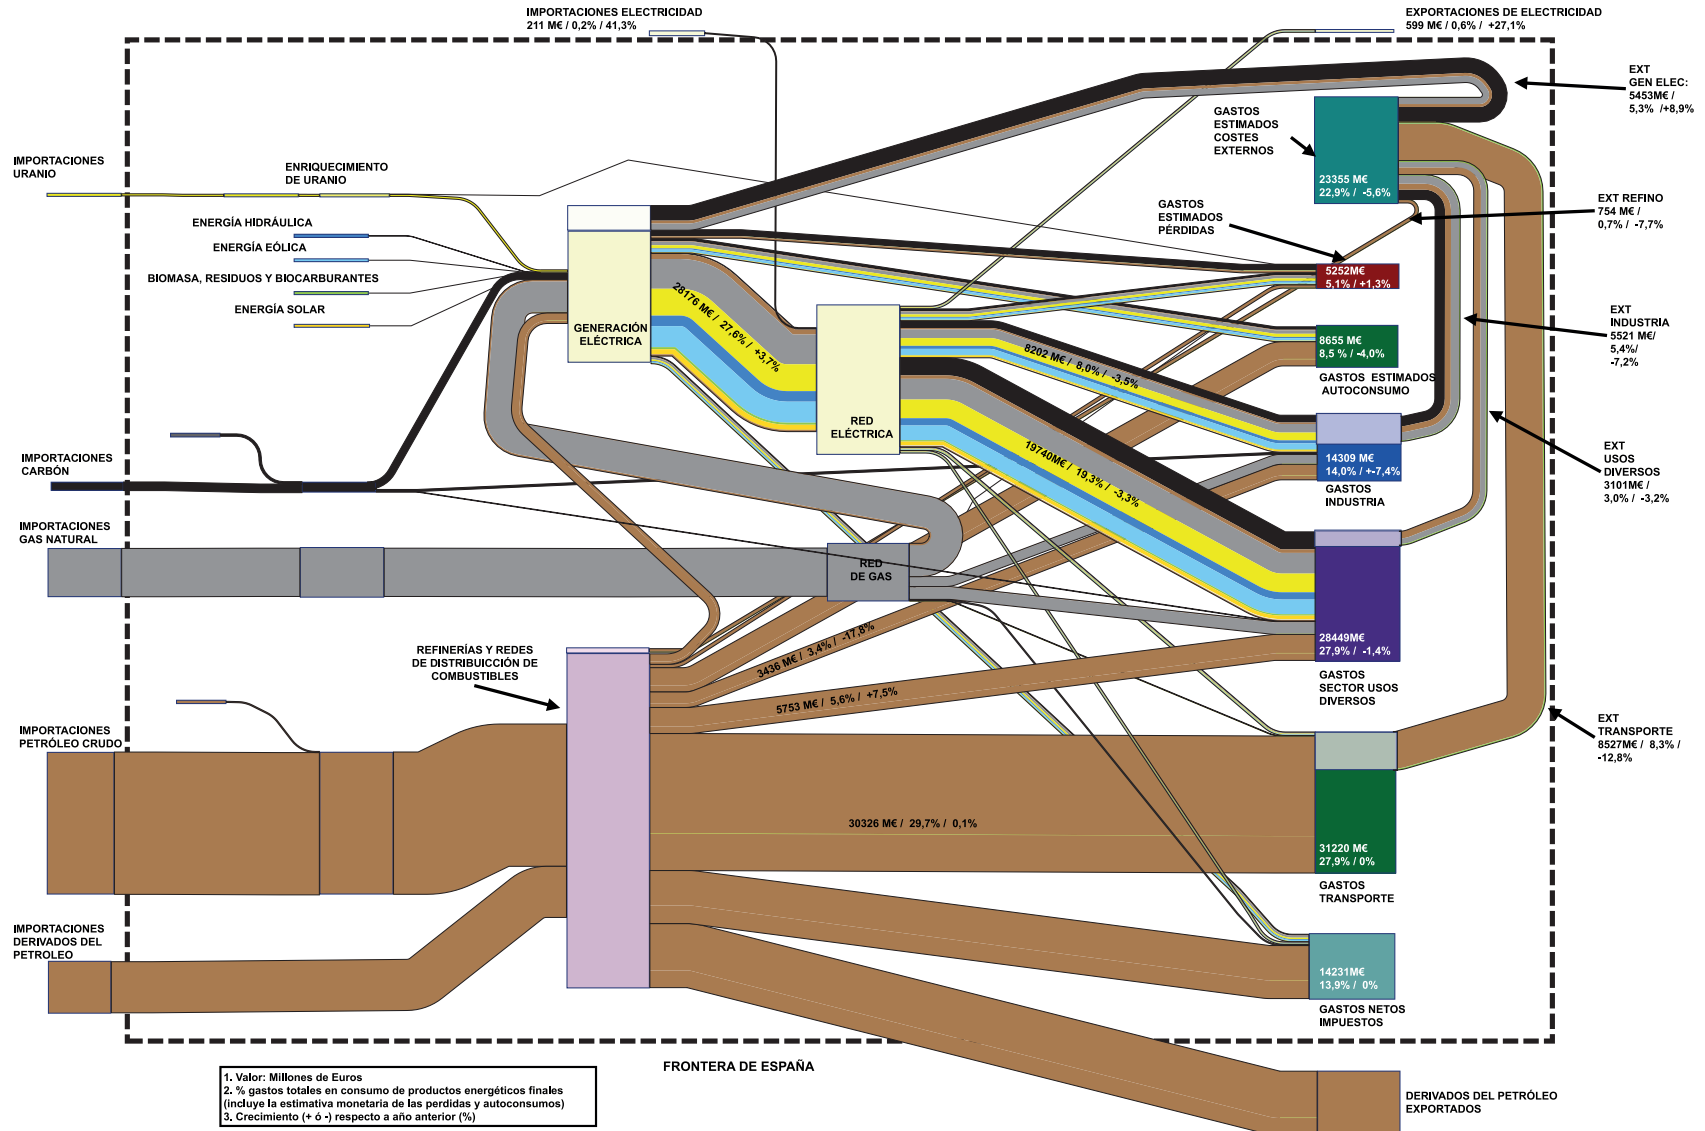 IMPORTACIONES ELECTRICIDAD
211 M€ / 0,2% / 41,3%
EXPORTACIONES DE ELECTRICIDAD
599 M€ / 0,6% /  +27,1%
EXT
GEN ELEC:
5453M€ /
5,3%  /+8,9%
GASTOS
ESTIMADOS
COSTES
EXTERNOS
23355 M€
22,9% /  -5,6%
IMPORTACIONES
URANIO
ENRIQUECIMIENTO
DE URANIO
EXT REFINO
754 M€ /
0,7% /  -7,7%
GASTOS
ESTIMADOS
PÉRDIDAS
5252M€
5,1% / +1,3%
ENERGÍA HIDRÁULICA
ENERGÍA EÓLICA
BIOMASA, RESIDUOS Y BIOCARBURANTES
ENERGÍA SOLAR
GENERACIÓN
ELÉCTRICA
28176 M€ /  27,6% /  +3,7%
EXT
INDUSTRIA
5521 M€/
5,4%/
-7,2%
8655 M€
8,5 % / -4,0%
GASTOS  ESTIMADOS
AUTOCONSUMO
8202 M€ /  8,0% /  -3,5%
RED
ELÉCTRICA
19740M€/  19,3% /  -3,3%
14309 M€
14,0% / +-7,4%
GASTOS
INDUSTRIA
EXT
USOS
DIVERSOS
3101M€ /
3,0% /  -3,2%
IMPORTACIONES
CARBÓN
IMPORTACIONES
GAS NATURAL
RED
DE GAS
28449M€
27,9% /  -1,4%
GASTOS
SECTOR USOS
DIVERSOS
REFINERÍAS Y REDES
DE DISTRIBUICCIÓN DE
COMBUSTIBLES
3436 M€ /  3,4% /  -17,8%
5753 M€ /  5,6% /  +7,5%
EXT
TRANSPORTE
8527M€ /  8,3% /
-12,8%
IMPORTACIONES
PETRÓLEO CRUDO
30326 M€ /  29,7% /  0,1%
31220 M€
27,9% / 0%
GASTOS
TRANSPORTE
IMPORTACIONES
DERIVADOS DEL
PETROLEO
14231M€
13,9% /  0%
GASTOS NETOS
IMPUESTOS
FRONTERA DE ESPAÑA
1. Valor: Millones de Euros
2. % gastos totales en consumo de productos energéticos finales
(incluye la estimativa monetaria de las perdidas y autoconsumos)
3. Crecimiento (+ ó -) respecto a año anterior (%)
DERIVADOS DEL PETRÓLEO
EXPORTADOS